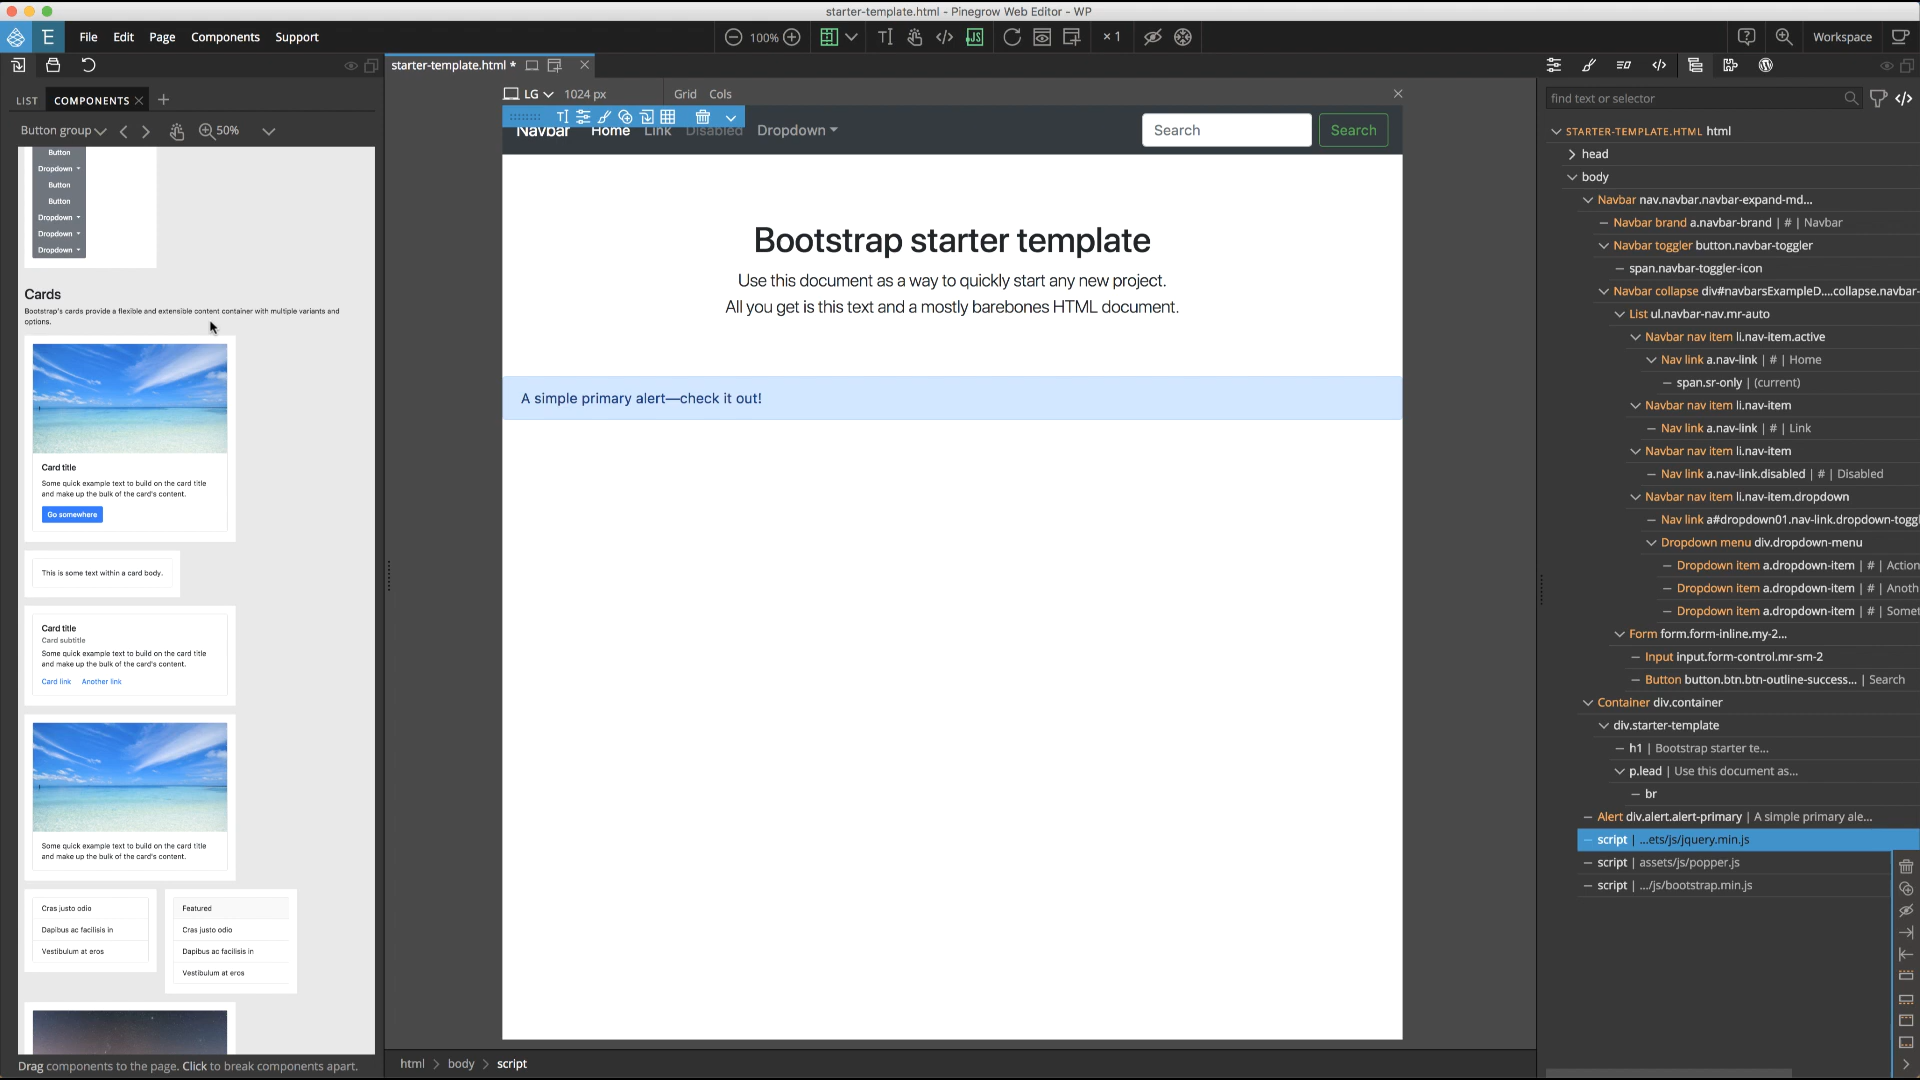 starter-template.html - Pinegrow Web Editor - WP
E File Edit Page Components Support
100%
JS
× 1
Workspace
starter-template.html *
LIST COMPONENTS
LG 1024 px Grid Cols
find text or selector
Button group
50%
Button
Dropdown
Button
Button
Dropdown
Dropdown
Dropdown
Cards
Bootstrap's cards provide a flexible and extensible content container with multiple variants and
options.
Card title
Some quick example text to build on the card title
and make up the bulk of the card's content.
Go somewhere
This is some text within a card body.
Card title
Card subtitle
Some quick example text to build on the card title
and make up the bulk of the card's content.
Card link Another link
Some quick example text to build on the card title
and make up the bulk of the card's content.
Cras justo odio
Dapibus ac facilisis in
Vestibulum at eros
Featured
Cras justo odio
Dapibus ac facilisis in
Vestibulum at eros
Drag components to the page. Click to break components apart.
Navbar Home Link Disabled Dropdown
Search
Search
Bootstrap starter template
Use this document as a way to quickly start any new project.
All you get is this text and a mostly barebones HTML document.
A simple primary alert—check it out!
html > body > script
STARTER-TEMPLATE.HTML html
head
body
Navbar nav.navbar.navbar-expand-md...
Navbar brand a.navbar-brand | # | Navbar
Navbar toggler button.navbar-toggler
span.navbar-toggler-icon
Navbar collapse div#navbarsExampleD....collapse.navbar-
List ul.navbar-nav.mr-auto
Navbar nav item li.nav-item.active
Nav link a.nav-link | # | Home
span.sr-only | (current)
Navbar nav item li.nav-item
Nav link a.nav-link | # | Link
Navbar nav item li.nav-item
Nav link a.nav-link.disabled | # | Disabled
Navbar nav item li.nav-item.dropdown
Nav link a#dropdown01.nav-link.dropdown-toggl
Dropdown menu div.dropdown-menu
Dropdown item a.dropdown-item | # | Action
Dropdown item a.dropdown-item | # | Anoth
Dropdown item a.dropdown-item | # | Somet
Form form.form-inline.my-2...
Input input.form-control.mr-sm-2
Button button.btn.btn-outline-success... | Search
Container div.container
div.starter-template
h1 | Bootstrap starter te...
p.lead | Use this document as...
br
Alert div.alert.alert-primary | A simple primary ale...
script | ...ets/js/jquery.min.js
script | assets/js/popper.js
script | .../js/bootstrap.min.js